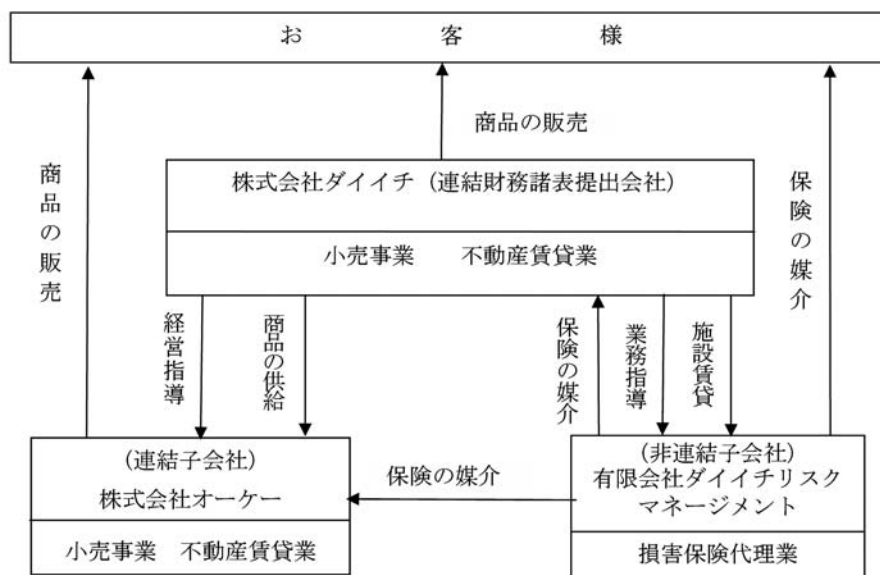 お客様
商品の販売
商品の販売
保険の媒介
株式会社ダイイチ（連結財務諸表提出会社）
小売事業　不動産賃貸業
経営指導
商品の供給
保険の媒介
業務指導
施設賃貸
（連結子会社）
株式会社オーケー
小売事業　不動産賃貸業
保険の媒介
（非連結子会社）
有限会社ダイイチリスク
マネージメント
損害保険代理業